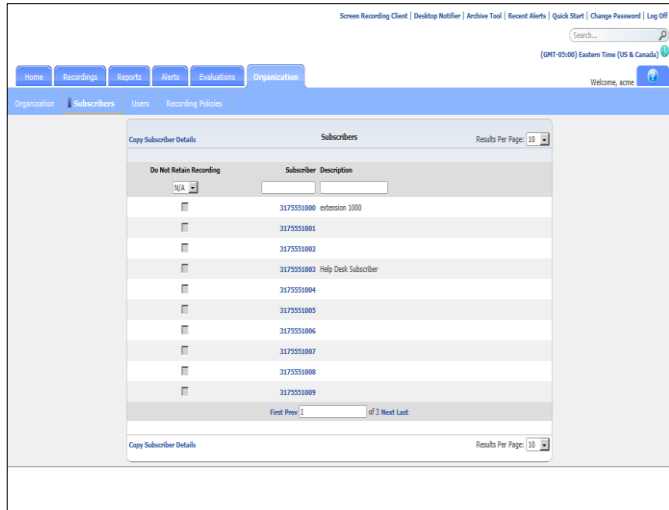 Screen Recording Client | Desktop Notifier | Archive Tool | Recent Alerts | Quick Start | Change Password | Log Off
Search...
(GMT-05:00) Eastern Time (US & Canada)
Home Recordings Reports Alerts Evaluations Organization
Welcome, acme ?
Organization Subscribers Users Recording Policies
Copy Subscriber Details Subscribers Results Per Page: 10
Do Not Retain Recording Subscriber Description
N/A
3175551000 extension 1000
3175551001
3175551002
3175551003 Help Desk Subscriber
3175551004
3175551005
3175551006
3175551007
3175551008
3175551009
First Prev 1 of 3 Next Last
Copy Subscriber Details Results Per Page: 10